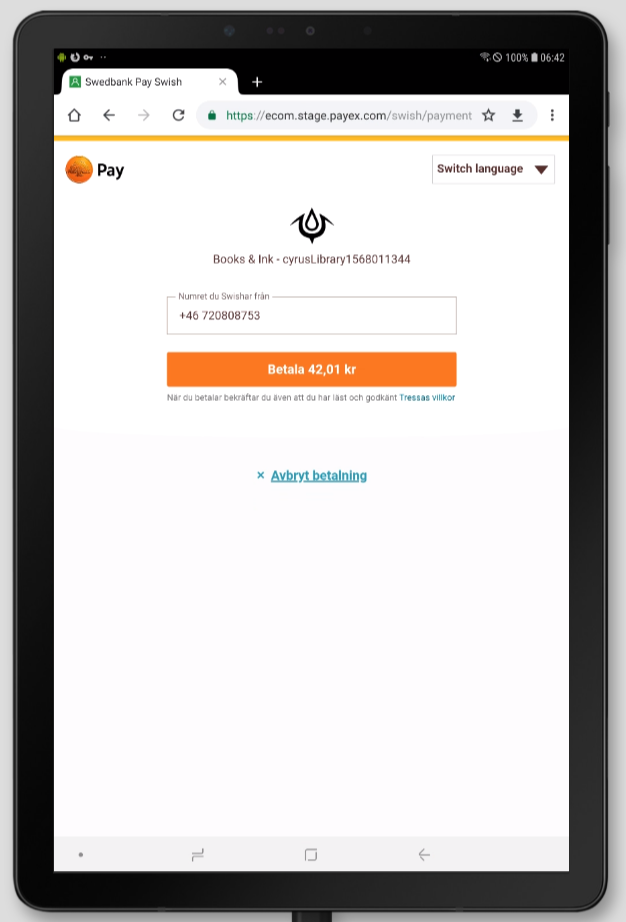 100% 06:42
Swedbank Pay Swish
https://ecom.stage.payex.com/swish/payment
Pay
Switch language
Books & Ink - cyrusLibrary1568011344
Numret du Swishar från
+46 720808753
Betala 42,01 kr
När du betalar bekräftar du även att du har läst och godkänt Tressas villkor
Avbryt betalning